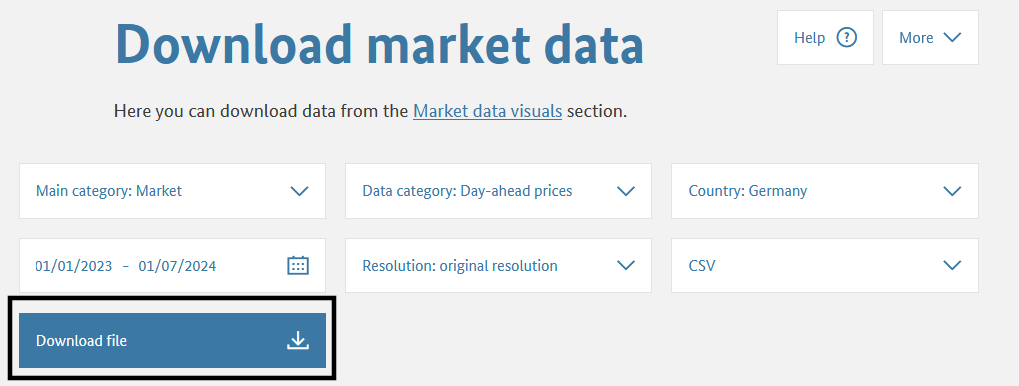 Download market data
Help
More
Here you can download data from the Market data visuals section.
Main category: Market
Data category: Day-ahead prices
Country: Germany
01/01/2023 - 01/07/2024
Resolution: original resolution
CSV
Download file